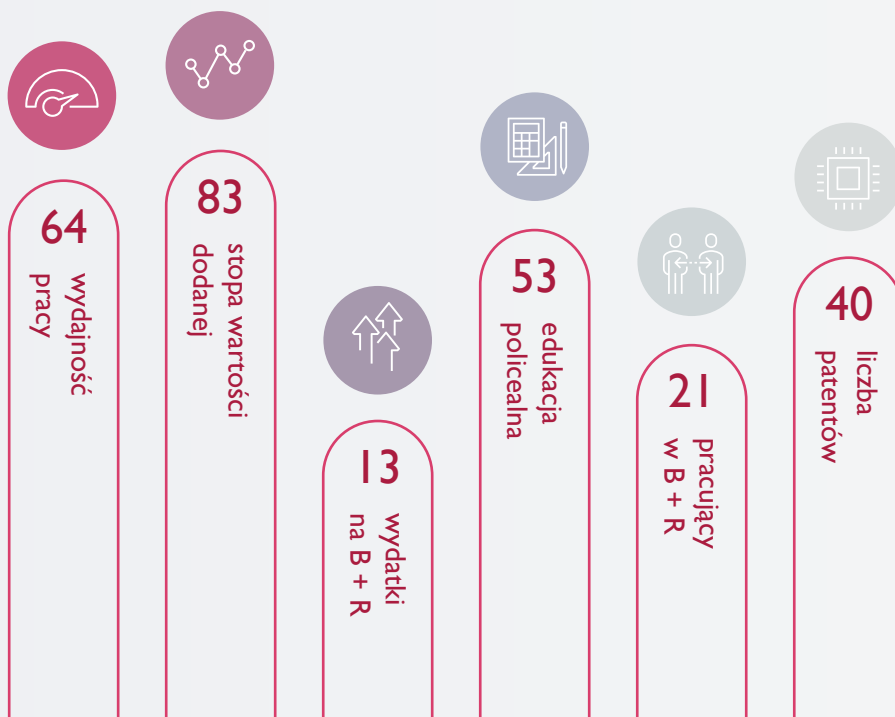 64
wydajność
pracy
83
stopa wartości
dodanej
13
wydatki
na B + R
53
edukacja
policealna
21
pracujący
w B + R
40
liczba
patentów